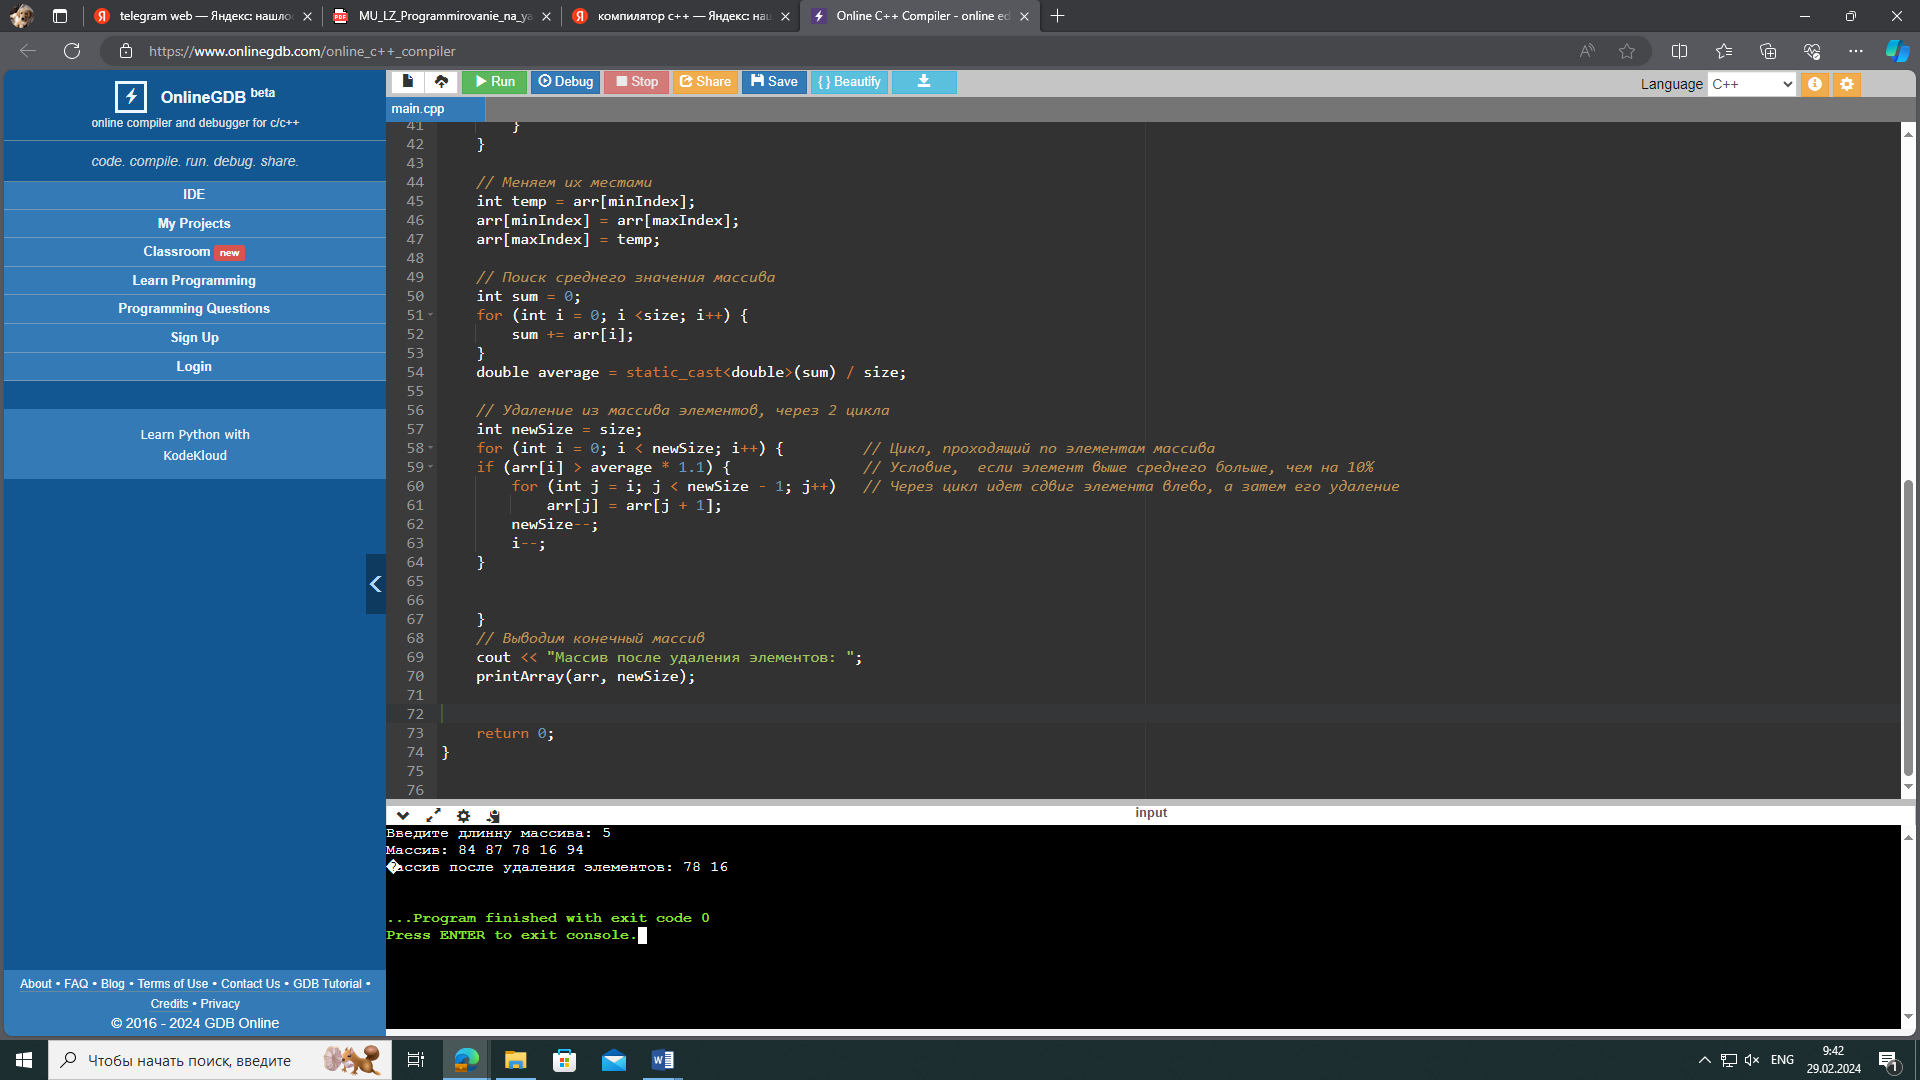 telegram web — Яндекс: нашло
MU_LZ_Programmirovanie_na_ya
компилятор с++ — Яндекс: наш
Online C++ Compiler - online ed
https://www.onlinegdb.com/online_c++_compiler
OnlineGDB beta
online compiler and debugger for c/c++
code. compile. run. debug. share.
IDE
My Projects
Classroom new
Learn Programming
Programming Questions
Sign Up
Login
Learn Python with
KodeKloud
About • FAQ • Blog • Terms of Use • Contact Us • GDB Tutorial •
Credits • Privacy
© 2016 - 2024 GDB Online
Run Debug Stop Share Save { } Beautify
Language C++
main.cpp
41 }
42 }
43
44 // Меняем их местами
45 int temp = arr[minIndex];
46 arr[minIndex] = arr[maxIndex];
47 arr[maxIndex] = temp;
48
49 // Поиск среднего значения массива
50 int sum = 0;
51 for (int i = 0; i <size; i++) {
52 sum += arr[i];
53 }
54 double average = static_cast<double>(sum) / size;
55
56 // Удаление из массива элементов, через 2 цикла
57 int newSize = size;
58 for (int i = 0; i < newSize; i++) { // Цикл, проходящий по элементам массива
59 if (arr[i] > average * 1.1) { // Условие, если элемент выше среднего больше, чем на 10%
60 for (int j = i; j < newSize - 1; j++) // Через цикл идет сдвиг элемента влево, а затем его удаление
61 arr[j] = arr[j + 1];
62 newSize--;
63 i--;
64 }
65
66
67 }
68 // Выводим конечный массив
69 cout << "Массив после удаления элементов: ";
70 printArray(arr, newSize);
71
72
73 return 0;
74 }
75
76
input
Введите длинну массива: 5
Массив: 84 87 78 16 94
�ассив после удаления элементов: 78 16
...Program finished with exit code 0
Press ENTER to exit console.
Чтобы начать поиск, введите
ENG
9:42
29.02.2024
1